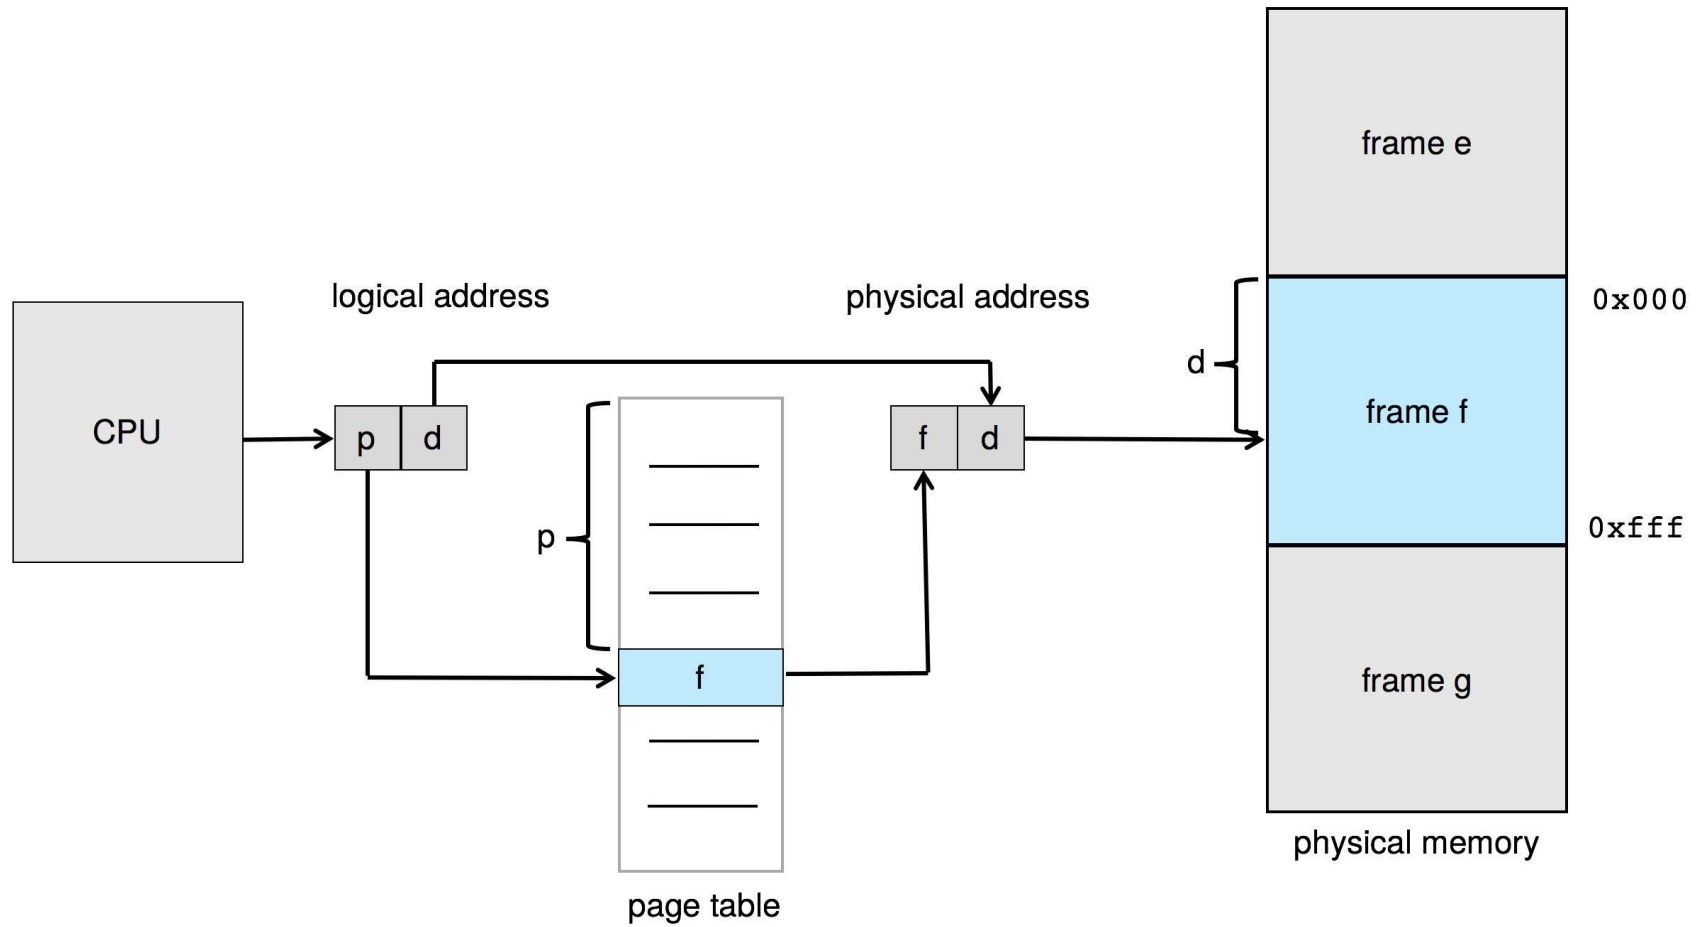 frame e
logical address
physical address
0x000
d
CPU
p d
f d
frame f
p
0xfff
f
frame g
physical memory
page table